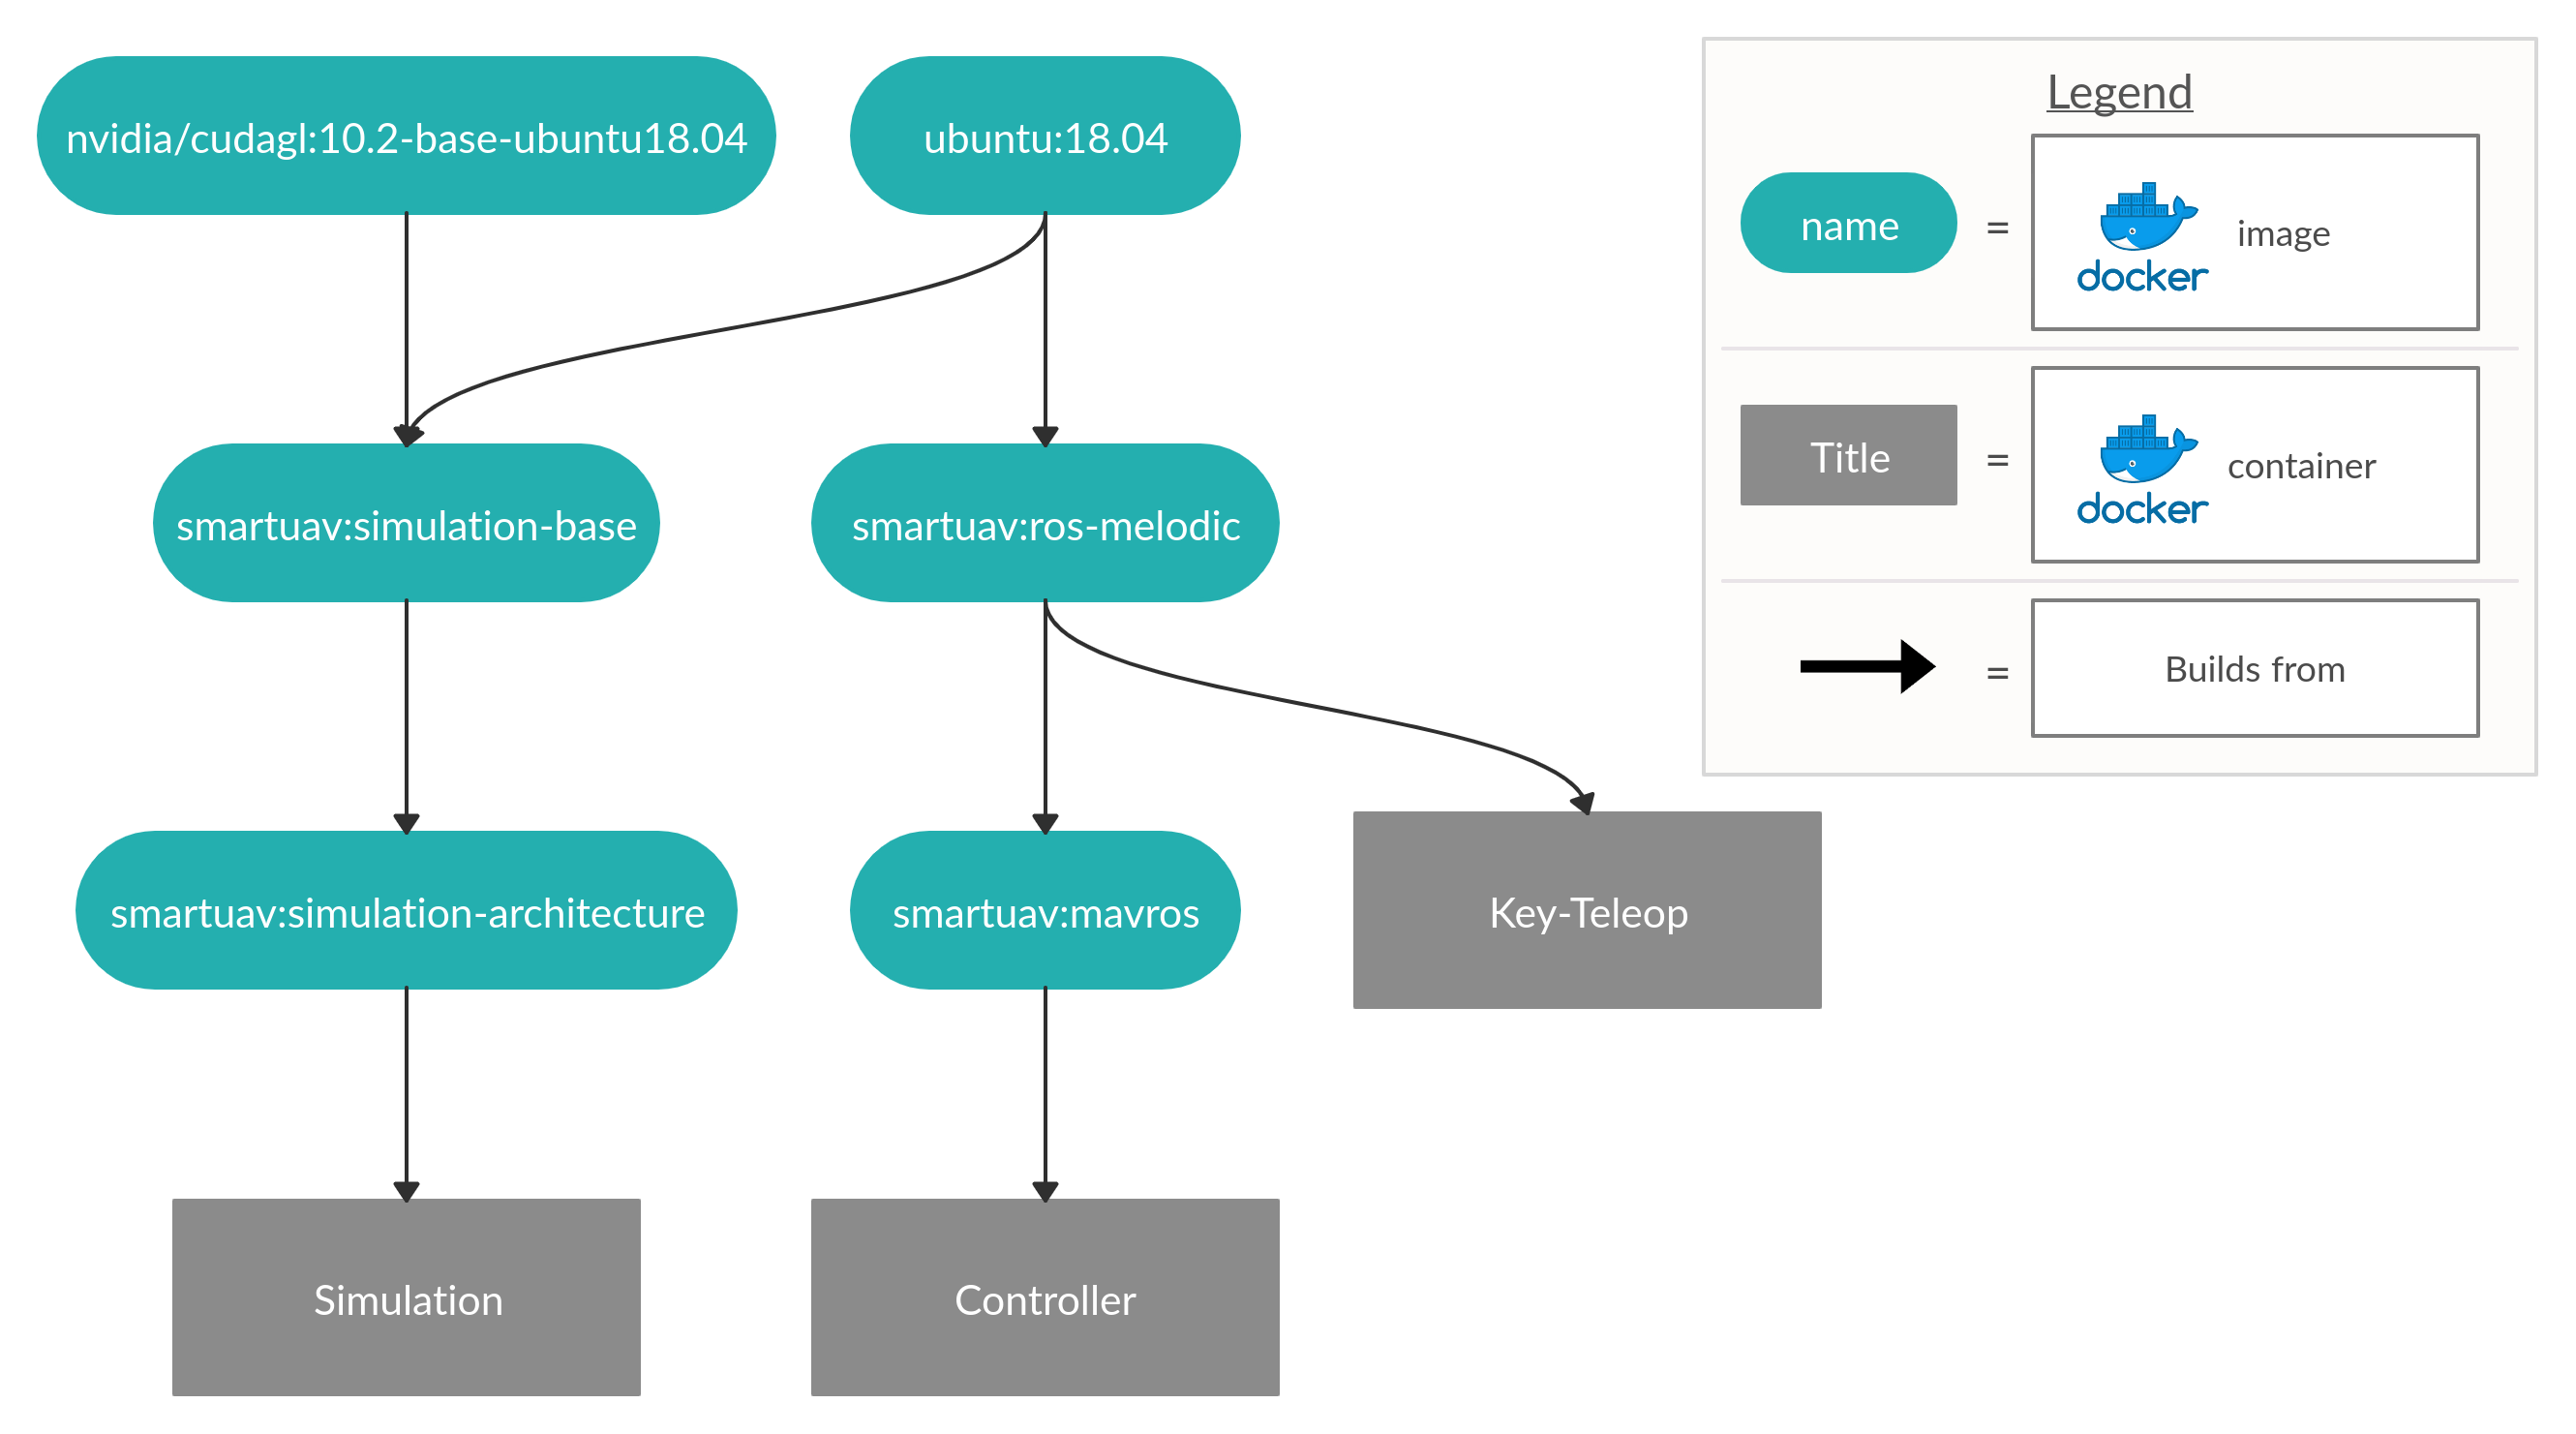 nvidia/cudagl:10.2-base-ubuntu18.04
ubuntu:18.04
smartuav:simulation-base
smartuav:ros-melodic
smartuav:simulation-architecture
smartuav:mavros
Key-Teleop
Simulation
Controller
Legend
name = docker image
Title = docker container
= Builds from